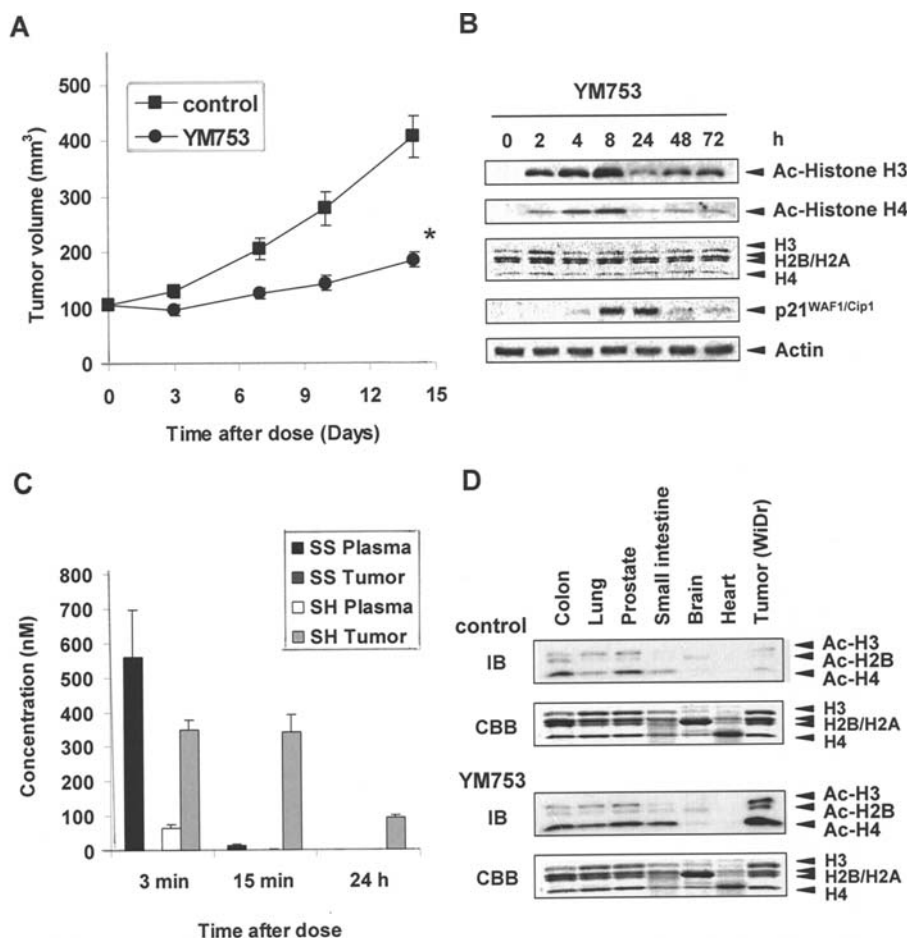 A
500
400
300
200
100
0
Tumor volume (mm³)
control
YM753
*
0 3 6 9 12 15
Time after dose (Days)
B
YM753
0 2 4 8 24 48 72 h
Ac-Histone H3
Ac-Histone H4
H3
H2B/H2A
H4
p21WAF1/Cip1
Actin
C
SS Plasma
SS Tumor
SH Plasma
SH Tumor
800
700
600
500
400
300
200
100
0
Concentration (nM)
3 min 15 min 24 h
Time after dose
D
Colon
Lung
Prostate
Small intestine
Brain
Heart
Tumor (WiDr)
control
IB
Ac-H3
Ac-H2B
Ac-H4
CBB
H3
H2B/H2A
H4
YM753
IB
Ac-H3
Ac-H2B
Ac-H4
CBB
H3
H2B/H2A
H4